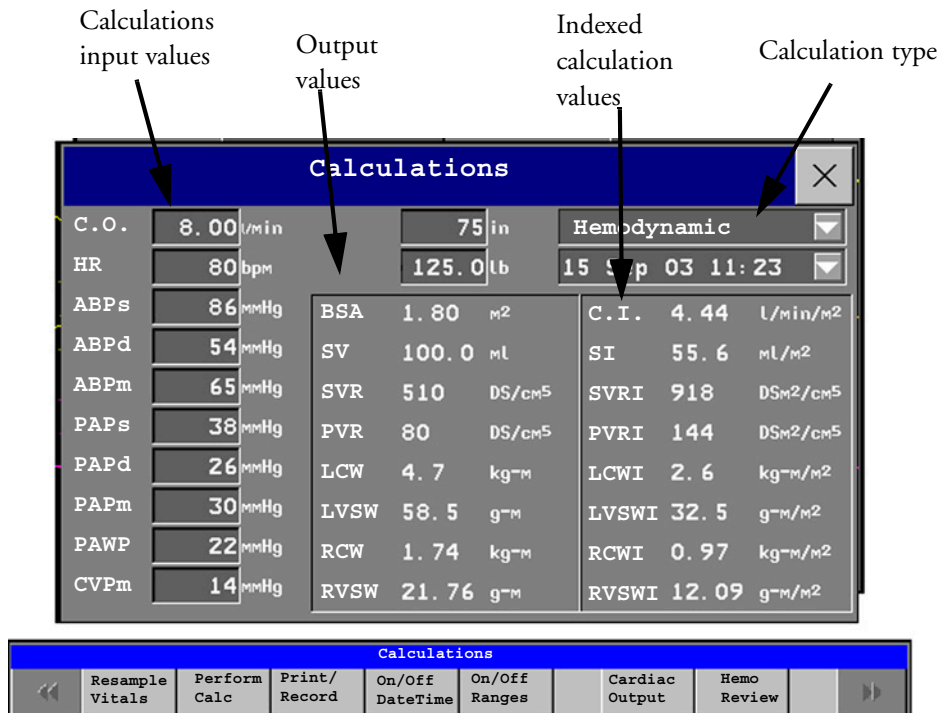 Calculations
input values
Output
values
Indexed
calculation
values
Calculation type
Calculations
C.O. 8.00 l/min 75 in Hemodynamic
HR 80 bpm 125.0 lb 15 Sep 03 11:23
ABPs 86 mmHg
ABPd 54 mmHg
ABPm 65 mmHg
PAPs 38 mmHg
PAPd 26 mmHg
PAPm 30 mmHg
PAWP 22 mmHg
CVPm 14 mmHg
BSA 1.80 m2
SV 100.0 ml
SVR 510 DS/cm5
PVR 80 DS/cm5
LCW 4.7 kg-m
LVSW 58.5 g-m
RCW 1.74 kg-m
RVSW 21.76 g-m
C.I. 4.44 l/min/m2
SI 55.6 ml/m2
SVRI 918 DSm2/cm5
PVRI 144 DSm2/cm5
LCWI 2.6 kg-m/m2
LVSWI 32.5 g-m/m2
RCWI 0.97 kg-m/m2
RVSWI 12.09 g-m/m2
Calculations
Resample
Vitals
Perform
Calc
Print/
Record
On/Off
DateTime
On/Off
Ranges
Cardiac
Output
Hemo
Review